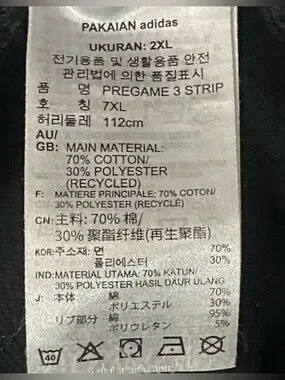 PAKAIAN adidas
UKURAN: 2XL
전기용품 및 생활용품 안전
관리법에 의한 품질표시
품 명 PREGAME 3 STRIP
호 칭 7XL
허리둘레 112cm
AU/
GB: MAIN MATERIAL:
70% COTTON/
30% POLYESTER
(RECYCLED)
F: MATIERE PRINCIPALE: 70% COTON/
30% POLYESTER (RECYCLE)
CN: 主料: 70% 棉/
30% 聚酯纤维(再生聚酯)
KOR:주소재: 면 70%
폴리에스터 30%
IND:MATERIAL UTAMA: 70% KATUN/
30% POLYESTER HASIL DAUR ULANG
J: 本体 綿 70%
ポリエステル 30%
リブ部分 綿 95%
ポリウレタン 5%
40